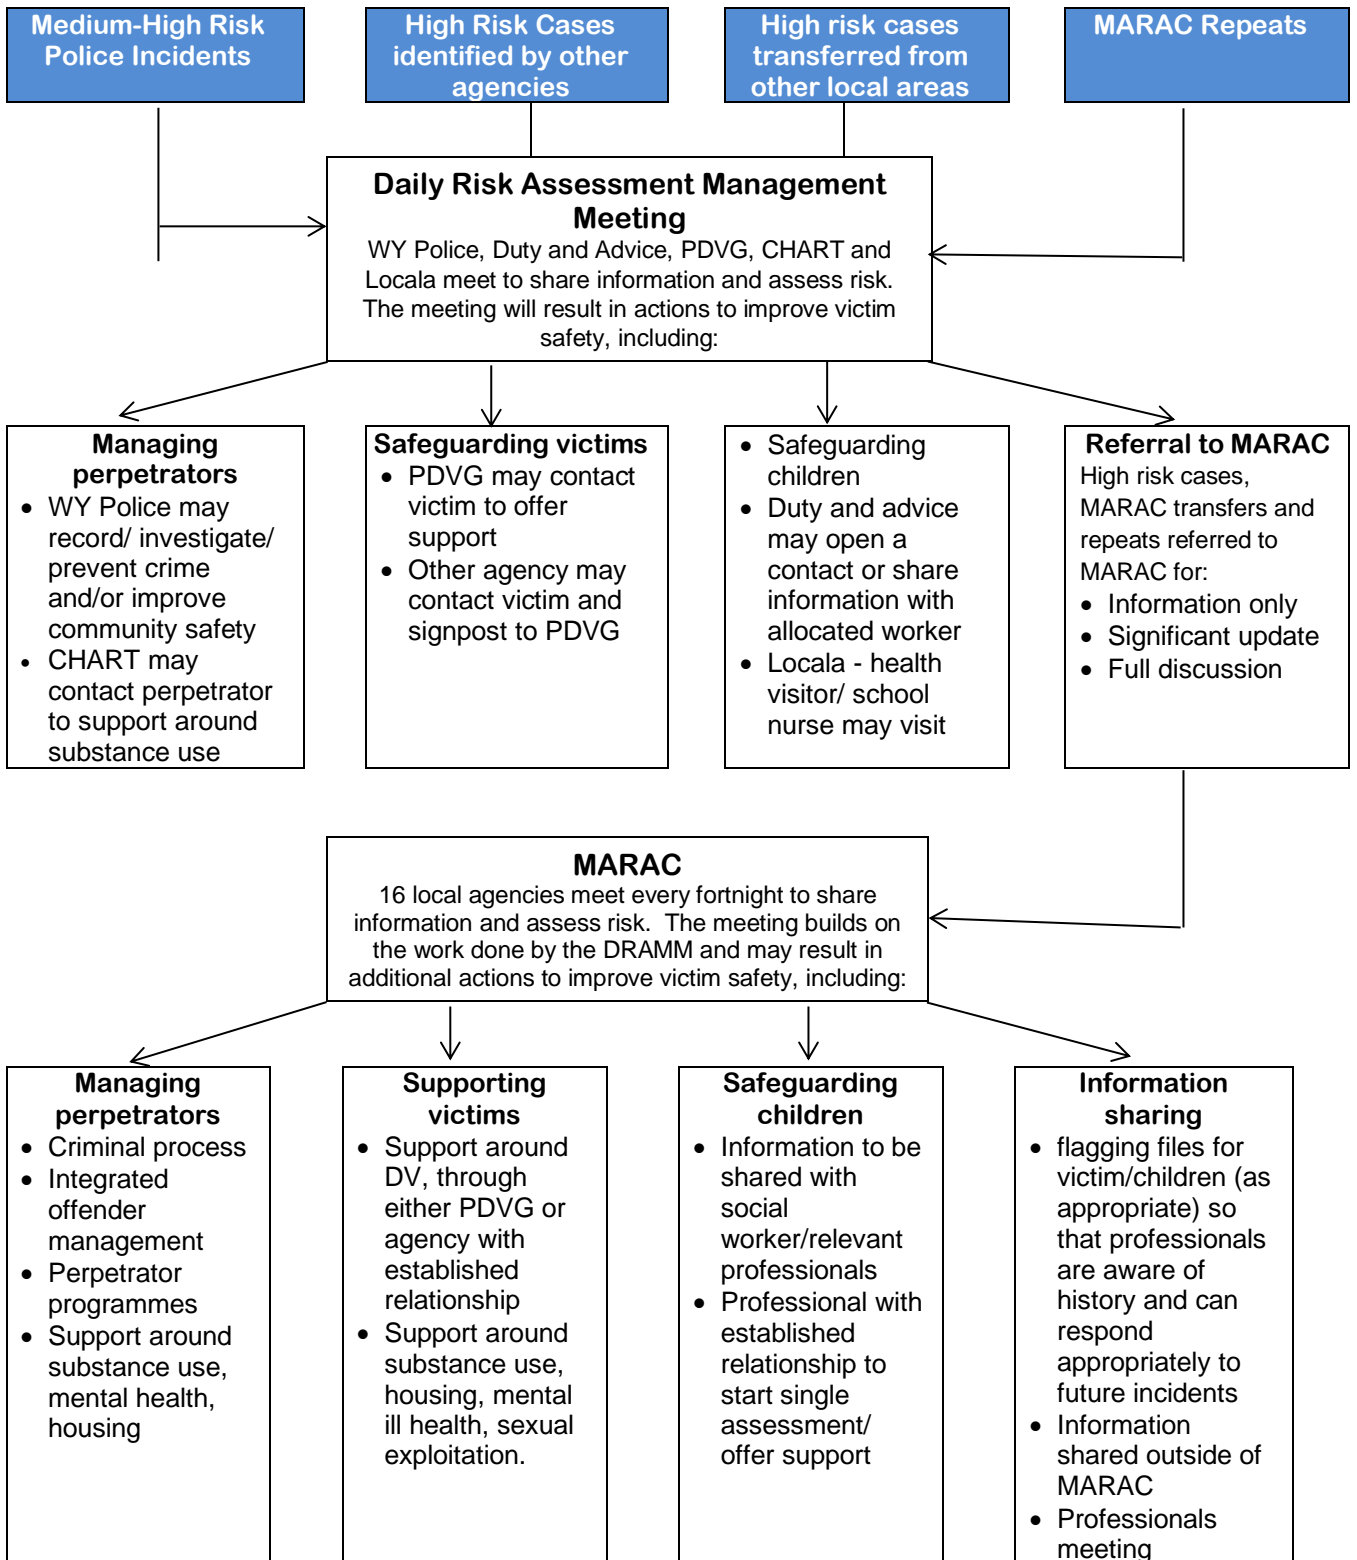 Medium-High Risk
Police Incidents
High Risk Cases
identified by other
agencies
High risk cases
transferred from
other local areas
MARAC Repeats
Daily Risk Assessment Management
Meeting
WY Police, Duty and Advice, PDVG, CHART and
Locala meet to share information and assess risk.
The meeting will result in actions to improve victim
safety, including:
Managing
perpetrators
• WY Police may
record/ investigate/
prevent crime
and/or improve
community safety
• CHART may
contact perpetrator
to support around
substance use
Safeguarding victims
• PDVG may contact
victim to offer
support
• Other agency may
contact victim and
signpost to PDVG
• Safeguarding
children
• Duty and advice
may open a
contact or share
information with
allocated worker
• Locala - health
visitor/ school
nurse may visit
Referral to MARAC
High risk cases,
MARAC transfers and
repeats referred to
MARAC for:
• Information only
• Significant update
• Full discussion
MARAC
16 local agencies meet every fortnight to share
information and assess risk.  The meeting builds on
the work done by the DRAMM and may result in
additional actions to improve victim safety, including:
Managing
perpetrators
• Criminal process
• Integrated
offender
management
• Perpetrator
programmes
• Support around
substance use,
mental health,
housing
Supporting
victims
• Support around
DV, through
either PDVG or
agency with
established
relationship
• Support around
substance use,
housing, mental
ill health, sexual
exploitation.
Safeguarding
children
• Information to be
shared with
social
worker/relevant
professionals
• Professional with
established
relationship to
start single
assessment/
offer support
Information
sharing
• flagging files for
victim/children (as
appropriate) so
that professionals
are aware of
history and can
respond
appropriately to
future incidents
• Information
shared outside of
MARAC
• Professionals
meeting